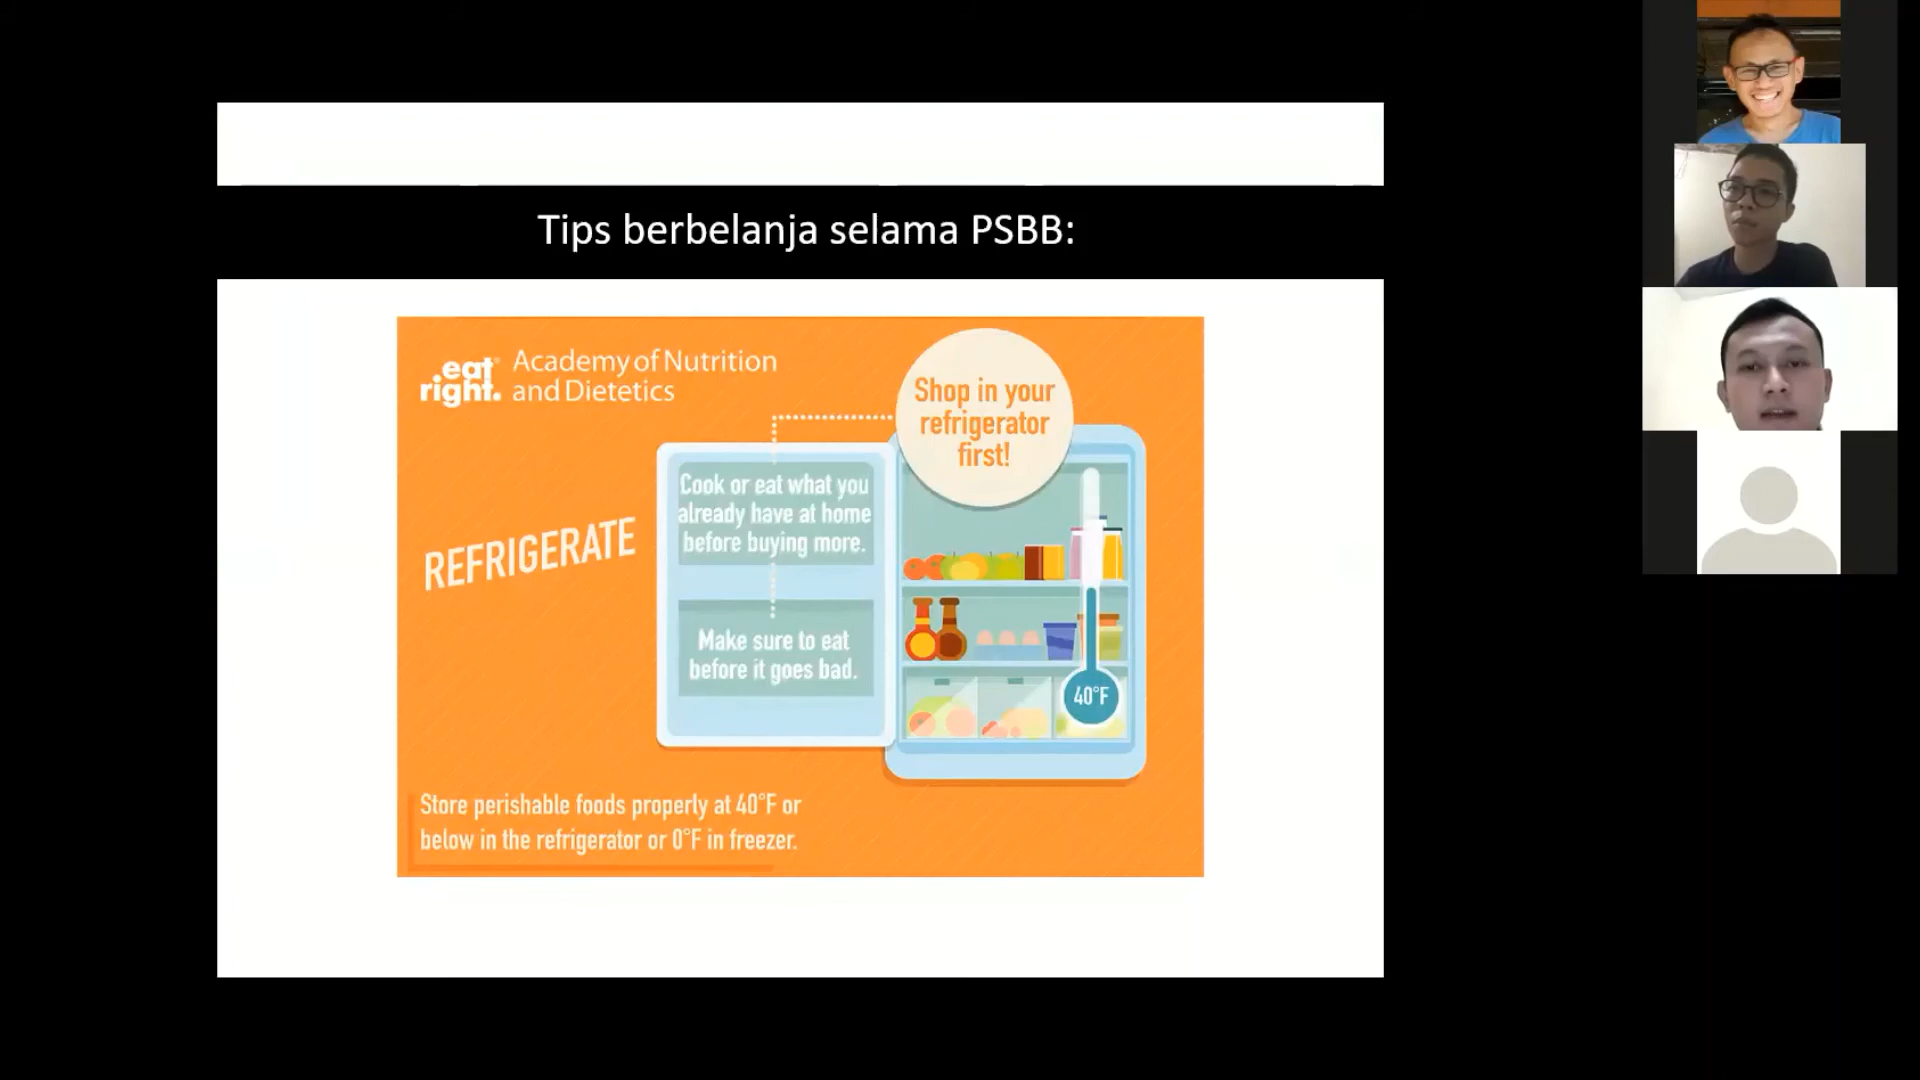 Tips berbelanja selama PSBB:
eat
right.
Academy of Nutrition
and Dietetics
Shop in your
refrigerator
first!
Cook or eat what you
already have at home
before buying more.
REFRIGERATE
Make sure to eat
before it goes bad.
40°F
Store perishable foods properly at 40°F or
below in the refrigerator or 0°F in freezer.